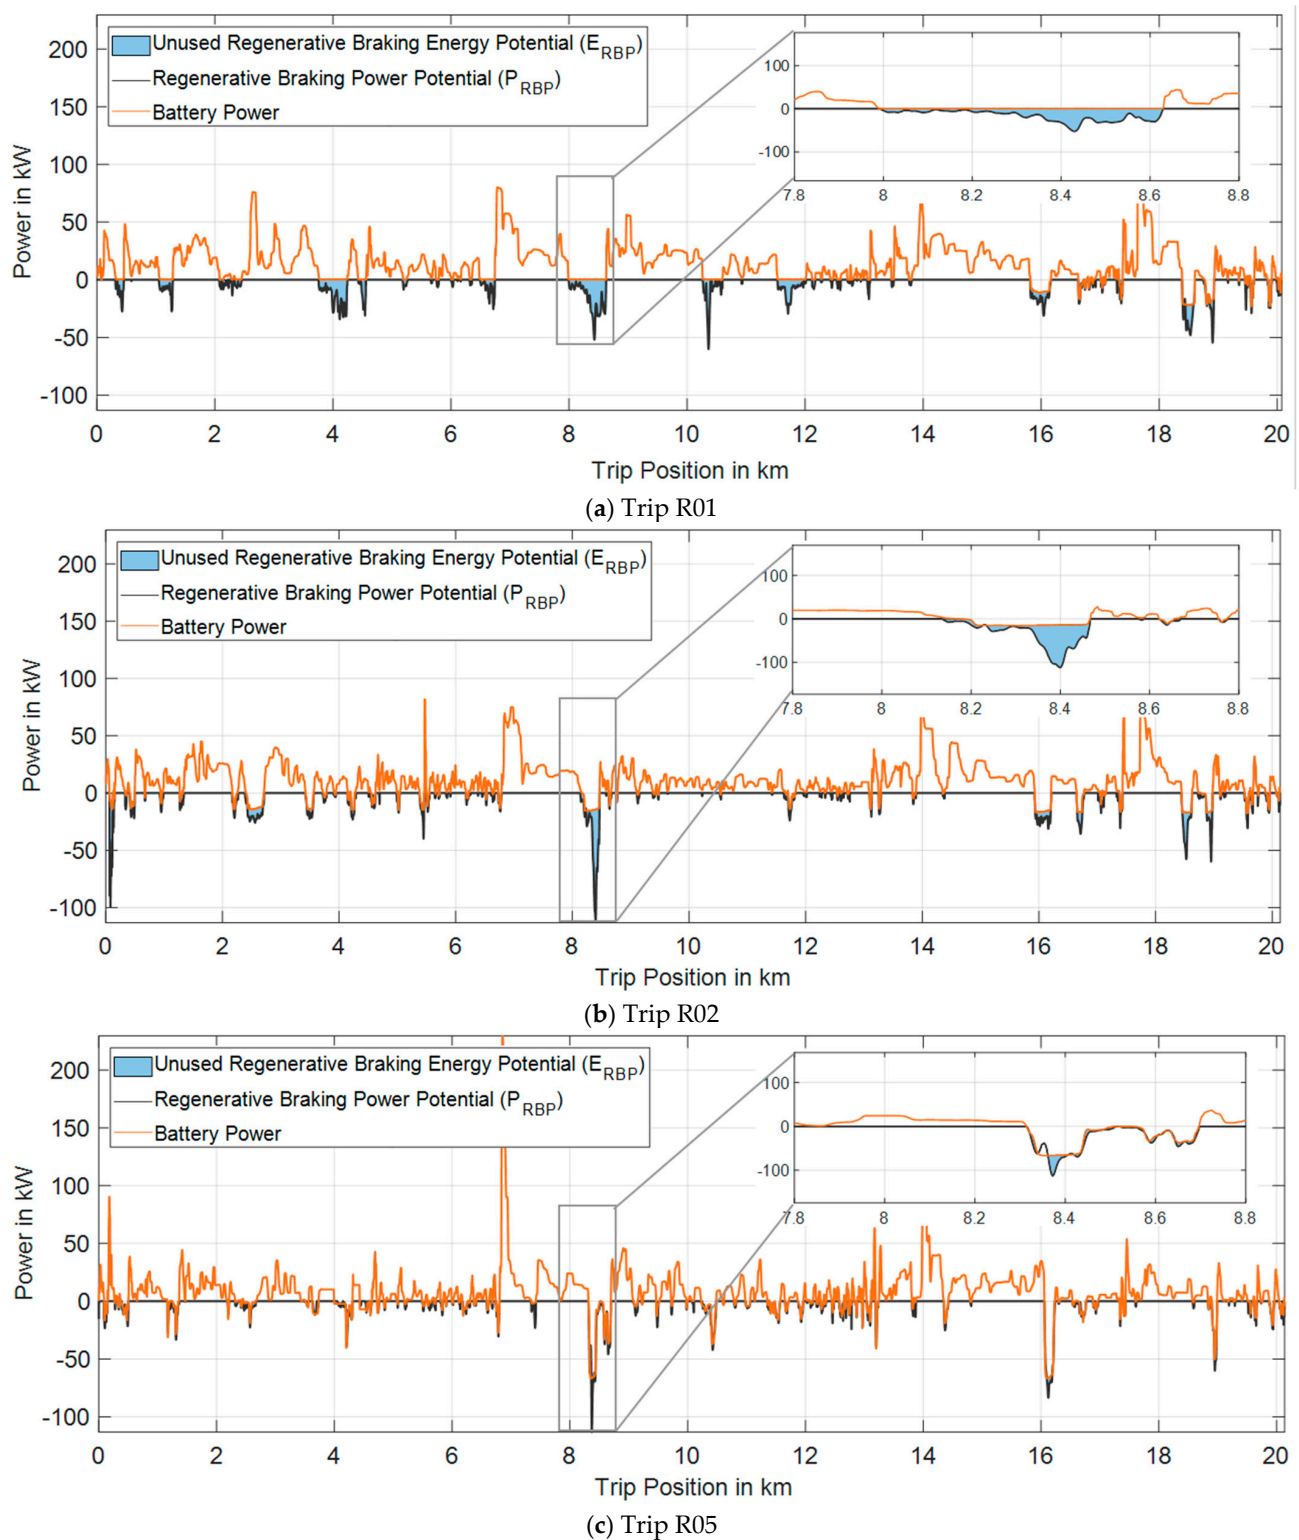 Unused Regenerative Braking Energy Potential (E_RBP)
Regenerative Braking Power Potential (P_RBP)
Battery Power
Power in kW
200
150
100
50
0
-50
-100
0 2 4 6 8 10 12 14 16 18 20
Trip Position in km
100
0
-100
7.8 8 8.2 8.4 8.6 8.8
(a) Trip R01
Unused Regenerative Braking Energy Potential (E_RBP)
Regenerative Braking Power Potential (P_RBP)
Battery Power
Power in kW
200
150
100
50
0
-50
-100
0 2 4 6 8 10 12 14 16 18 20
Trip Position in km
100
0
-100
7.8 8 8.2 8.4 8.6 8.8
(b) Trip R02
Unused Regenerative Braking Energy Potential (E_RBP)
Regenerative Braking Power Potential (P_RBP)
Battery Power
Power in kW
200
150
100
50
0
-50
-100
0 2 4 6 8 10 12 14 16 18 20
Trip Position in km
100
0
-100
7.8 8 8.2 8.4 8.6 8.8
(c) Trip R05